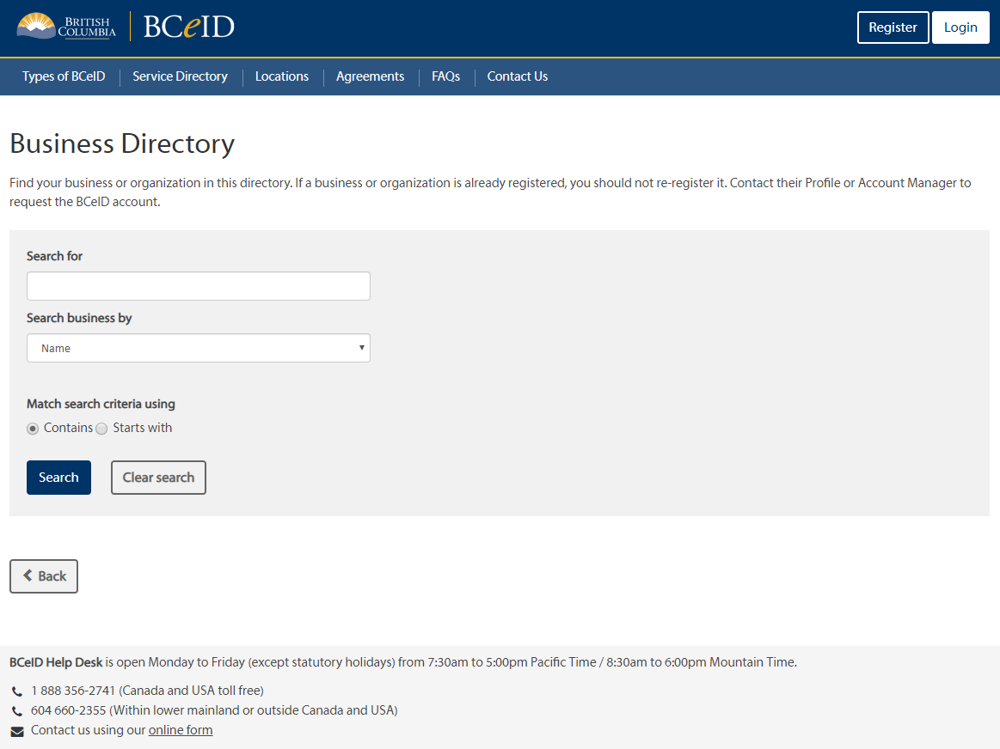 BRITISH
COLUMBIA
BCeID
Register
Login
Types of BCeID
Service Directory
Locations
Agreements
FAQs
Contact Us
Business Directory
Find your business or organization in this directory. If a business or organization is already registered, you should not re-register it. Contact their Profile or Account Manager to
request the BCeID account.
Search for
Search business by
Name
Match search criteria using
Contains Starts with
Search
Clear search
Back
BCeID Help Desk is open Monday to Friday (except statutory holidays) from 7:30am to 5:00pm Pacific Time / 8:30am to 6:00pm Mountain Time.
1 888 356-2741 (Canada and USA toll free)
604 660-2355 (Within lower mainland or outside Canada and USA)
Contact us using our online form